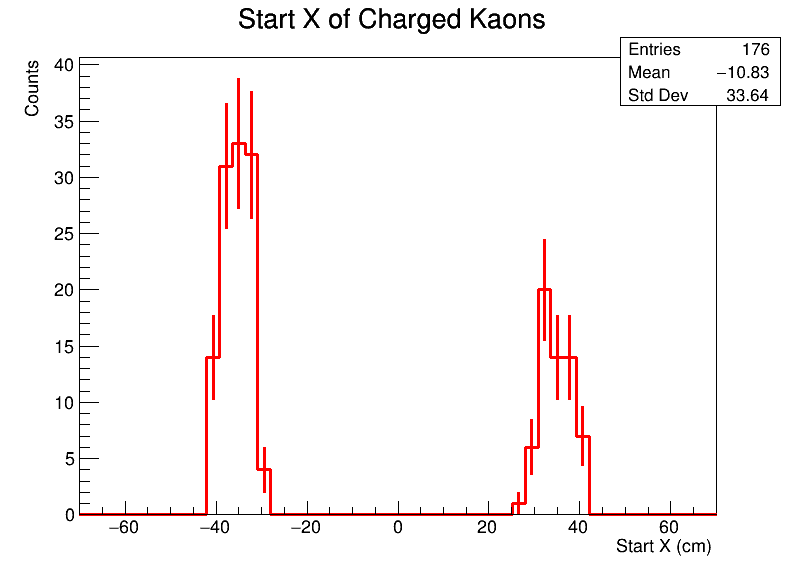 Start X of Charged Kaons
Entries 176
Mean −10.83
Std Dev 33.64
Counts
40
35
30
25
20
15
10
5
0
−60 −40 −20 0 20 40 60
Start X (cm)